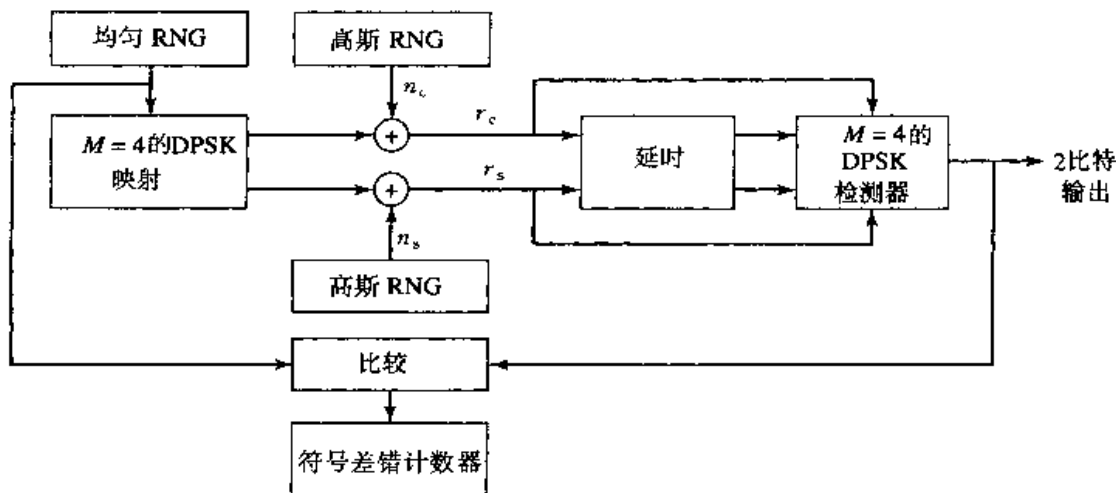 均匀 RNG
高斯 RNG
n_c
M = 4的DPSK
映射
r_c
延时
M = 4的
DPSK
检测器
2比特
输出
r_s
n_s
高斯 RNG
比较
符号差错计数器